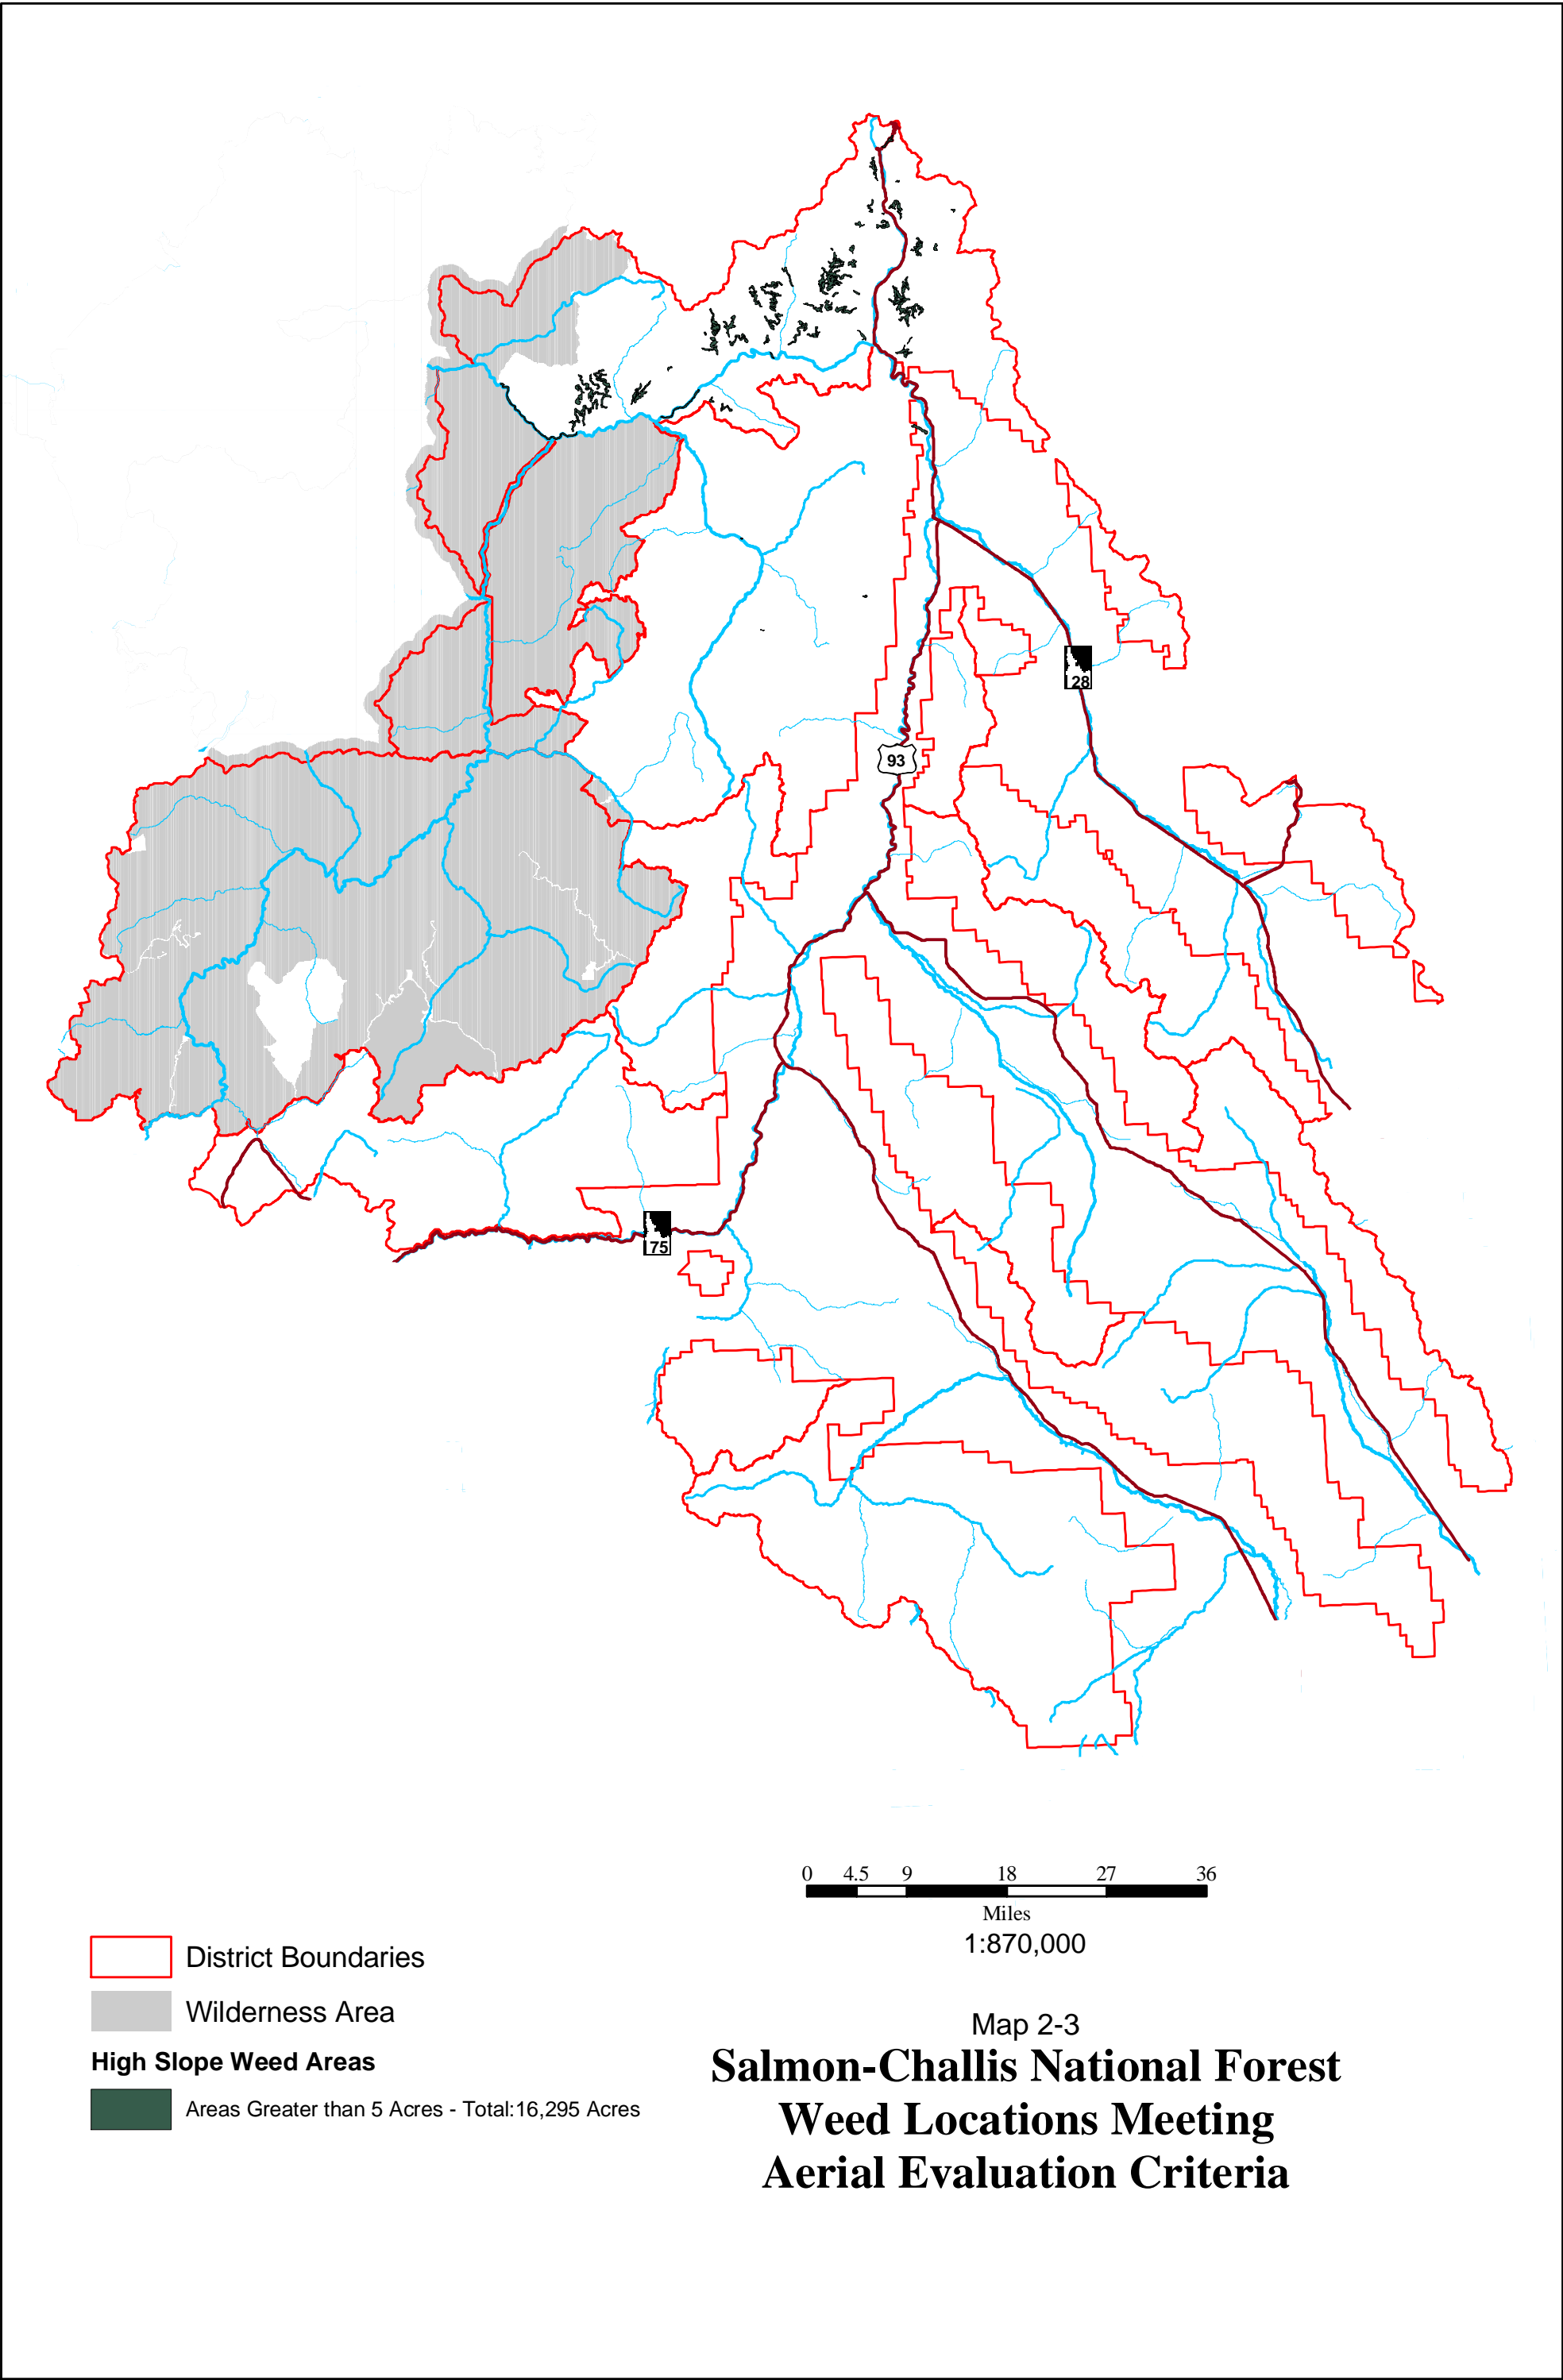 28
93
75
0 4.5 9 18 27 36
Miles
1:870,000
District Boundaries
Wilderness Area
High Slope Weed Areas
Areas Greater than 5 Acres - Total:16,295 Acres
Map 2-3
Salmon-Challis National Forest
Weed Locations Meeting
Aerial Evaluation Criteria